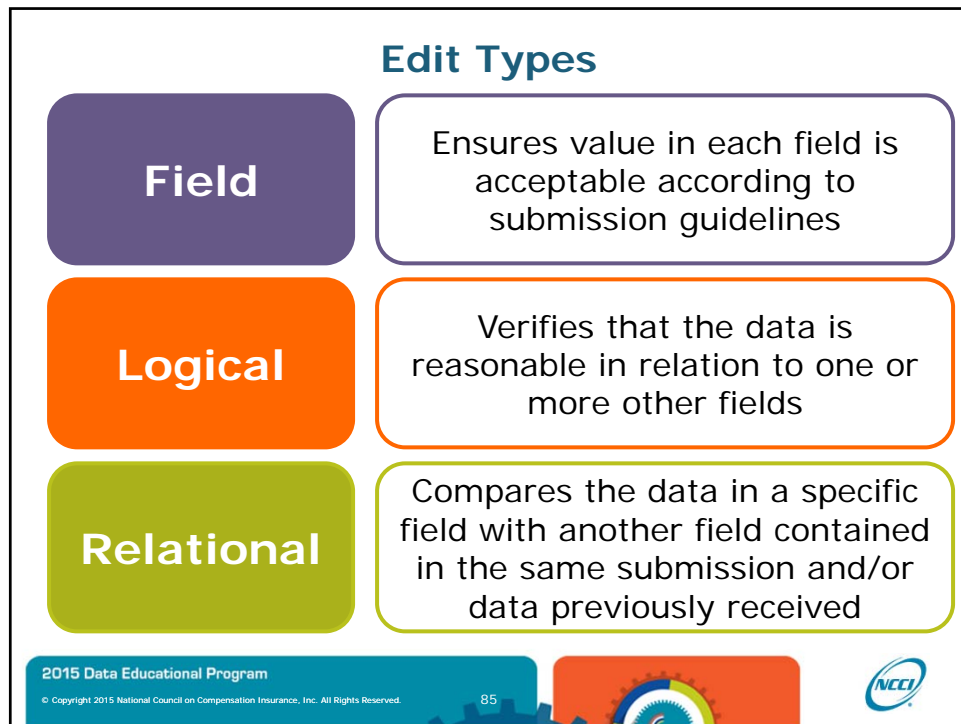 Edit Types
Field
Ensures value in each field is
acceptable according to
submission guidelines
Logical
Verifies that the data is
reasonable in relation to one or
more other fields
Relational
Compares the data in a specific
field with another field contained
in the same submission and/or
data previously received
2015 Data Educational Program
© Copyright 2015 National Council on Compensation Insurance, Inc. All Rights Reserved.
85
NCCI